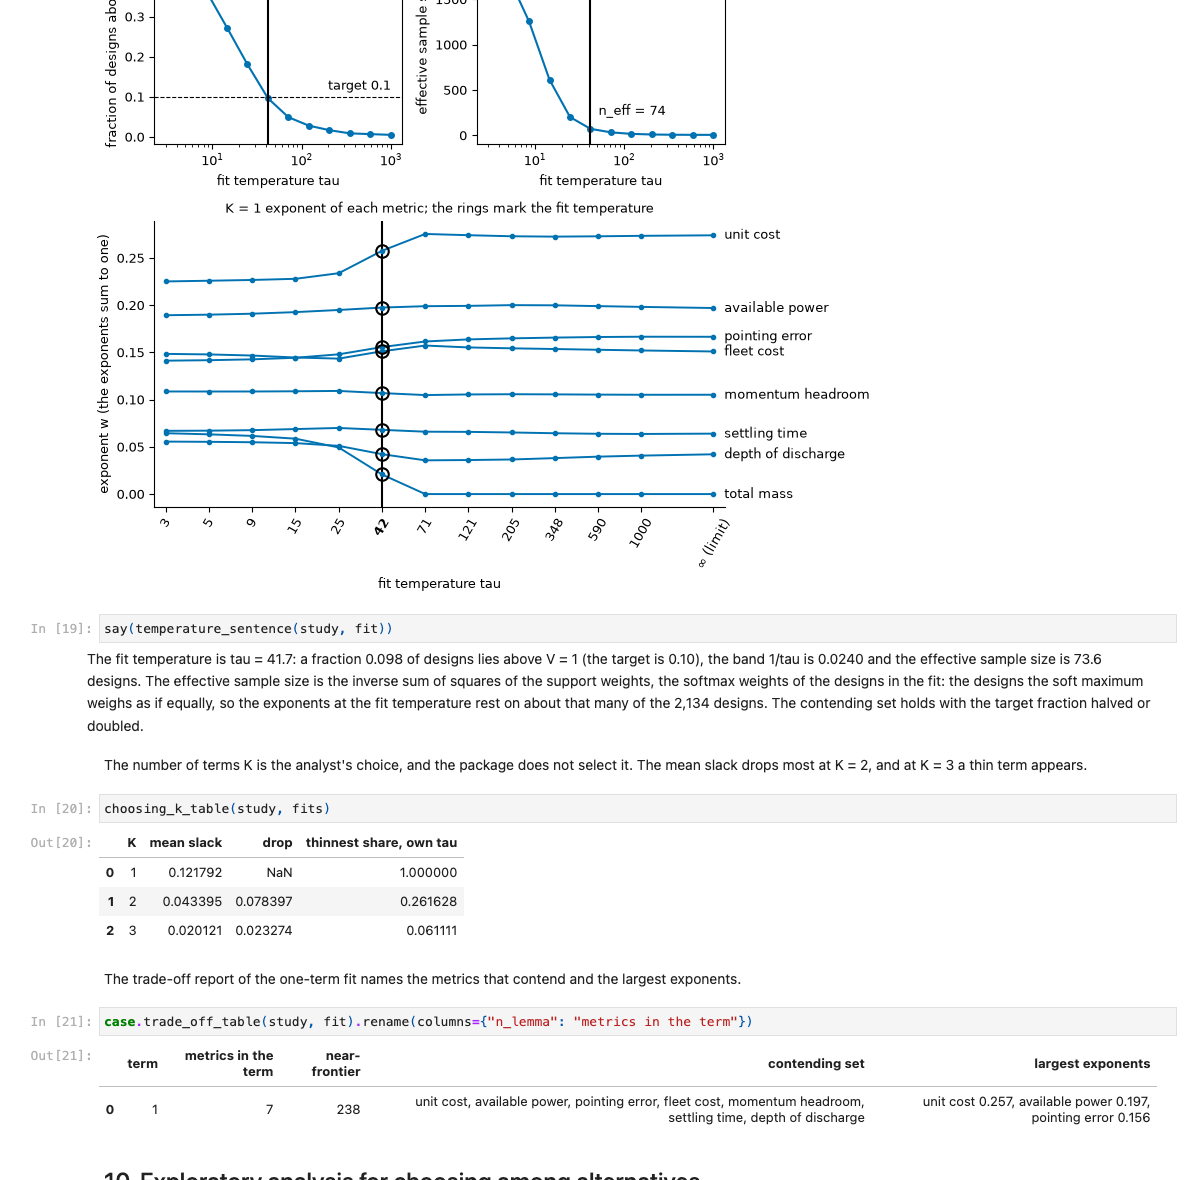 fraction of designs abo
0.3
0.2
0.1
0.0
target 0.1
10¹
10²
10³
fit temperature tau
effective sample
1500
1000
500
0
n_eff = 74
10¹
10²
10³
fit temperature tau
K = 1 exponent of each metric; the rings mark the fit temperature
exponent w (the exponents sum to one)
0.25
0.20
0.15
0.10
0.05
0.00
unit cost
available power
pointing error
fleet cost
momentum headroom
settling time
depth of discharge
total mass
3
5
9
15
25
42
71
121
205
348
590
1000
∞ (limit)
fit temperature tau
In [19]: say(temperature_sentence(study, fit))
The fit temperature is tau = 41.7: a fraction 0.098 of designs lies above V = 1 (the target is 0.10), the band 1/tau is 0.0240 and the effective sample size is 73.6
designs. The effective sample size is the inverse sum of squares of the support weights, the softmax weights of the designs in the fit: the designs the soft maximum
weighs as if equally, so the exponents at the fit temperature rest on about that many of the 2,134 designs. The contending set holds with the target fraction halved or
doubled.
The number of terms K is the analyst's choice, and the package does not select it. The mean slack drops most at K = 2, and at K = 3 a thin term appears.
In [20]: choosing_k_table(study, fits)
Out[20]: K mean slack drop thinnest share, own tau
0 1 0.121792 NaN 1.000000
1 2 0.043395 0.078397 0.261628
2 3 0.020121 0.023274 0.061111
The trade-off report of the one-term fit names the metrics that contend and the largest exponents.
In [21]: case.trade_off_table(study, fit).rename(columns={"n_lemma": "metrics in the term"})
Out[21]: term metrics in the term near-frontier contending set largest exponents
0 1 7 238 unit cost, available power, pointing error, fleet cost, momentum headroom, settling time, depth of discharge unit cost 0.257, available power 0.197, pointing error 0.156
10. Exploratory analysis for choosing among alternatives